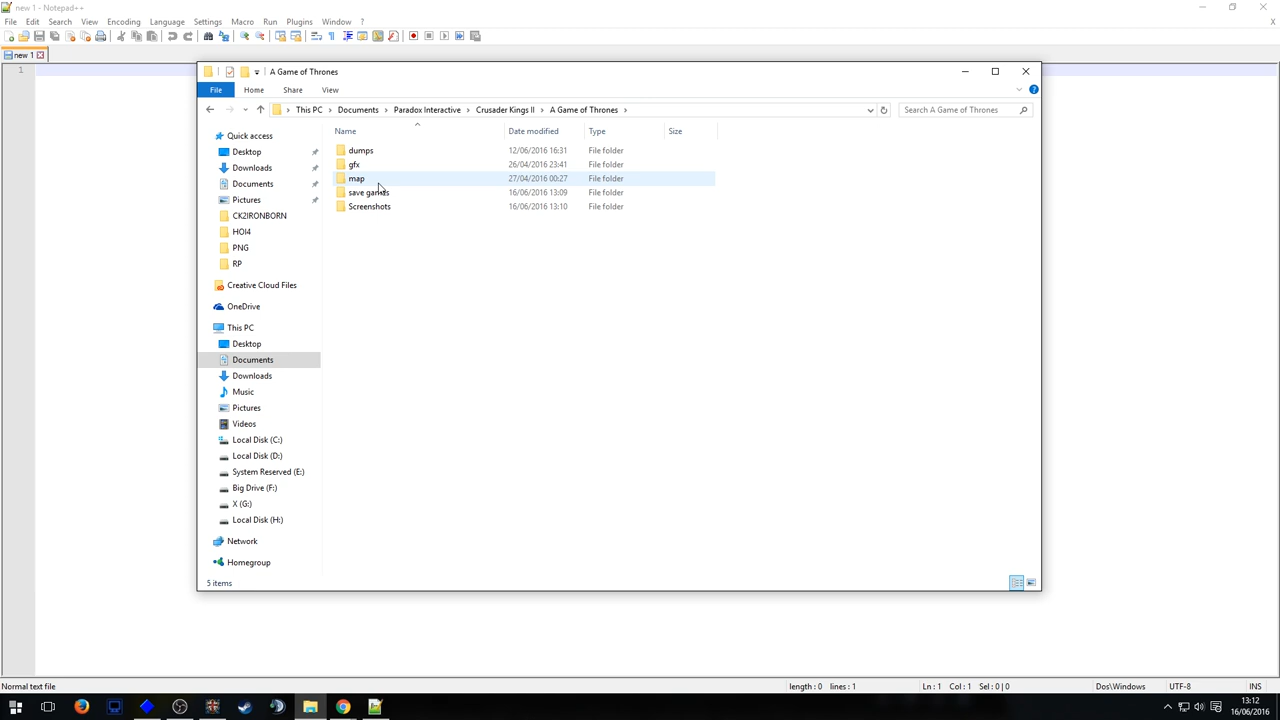 new 1 - Notepad++
File Edit Search View Encoding Language Settings Macro Run Plugins Window ? X
new 1
1
A Game of Thrones
File Home Share View
This PC Documents Paradox Interactive Crusader Kings II A Game of Thrones Search A Game of Thrones
Name Date modified Type Size
Quick access
Desktop
Downloads
Documents
Pictures
CK2IRONBORN
HOI4
PNG
RP
Creative Cloud Files
OneDrive
This PC
Desktop
Documents
Downloads
Music
Pictures
Videos
Local Disk (C:)
Local Disk (D:)
System Reserved (E:)
Big Drive (F:)
X (G:)
Local Disk (H:)
Network
Homegroup
dumps 12/06/2016 16:31 File folder
gfx 26/04/2016 23:41 File folder
map 27/04/2016 00:27 File folder
save games 16/06/2016 13:09 File folder
Screenshots 16/06/2016 13:10 File folder
5 items
Normal text file length : 0 lines : 1 Ln : 1 Col : 1 Sel : 0 | 0 Dos\Windows UTF-8 INS
13:12
16/06/2016